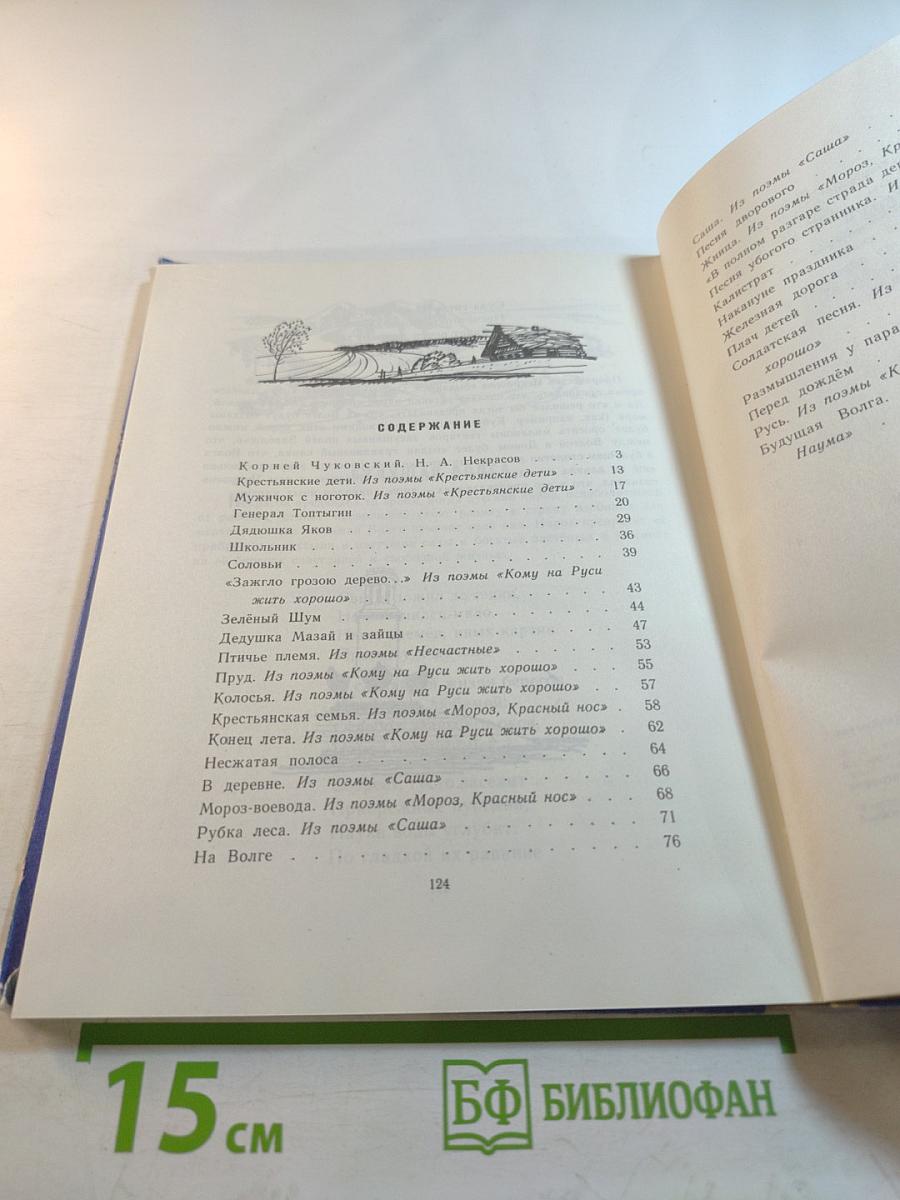 СОДЕРЖАНИЕ
Корней Чуковский. Н. А. Некрасов . . . . . 3
Крестьянские дети. Из поэмы «Крестьянские дети» . . . 13
Мужичок с ноготок. Из поэмы «Крестьянские дети» . 17
Генерал Топтыгин . . . . . . . . . . . . . 20
Дядюшка Яков . . . . . . . . . . . . . . 29
Школьник . . . . . . . . . . . . . . . . 36
Соловьи . . . . . . . . . . . . . . . . . 39
«Зажгло грозою дерево...» Из поэмы «Кому на Руси
жить хорошо» . . . . . . . . . . . . . 43
Зелёный Шум . . . . . . . . . . . . . . 44
Дедушка Мазай и зайцы . . . . . . . . . . 47
Птичье племя. Из поэмы «Несчастные» . . . . . 53
Пруд. Из поэмы «Кому на Руси жить хорошо» . . . 55
Колосья. Из поэмы «Кому на Руси жить хорошо» . . 57
Крестьянская семья. Из поэмы «Мороз, Красный нос» . 58
Конец лета. Из поэмы «Кому на Руси жить хорошо» . 62
Несжатая полоса . . . . . . . . . . . . . 64
В деревне. Из поэмы «Саша» . . . . . . . . . 66
Мороз-воевода. Из поэмы «Мороз, Красный нос» . . . 68
Рубка леса. Из поэмы «Саша» . . . . . . . . . 71
На Волге . . . . . . . . . . . . . . . . 76
124
Саша. Из поэмы «Саша» . .
Песня дворового . . . . .
Жница. Из поэмы «Мороз, Кр
«В полном разгаре страда де
Песня убогого странника. И
Калистрат . . . . .
Накануне праздника . .
Железная дорога . . .
Плач детей . . . . .
Солдатская песня. Из
хорошо» . . . .
Размышления у пара
Перед дождём . .
Русь. Из поэмы «К
Будущая Волга.
Наума» . .
15 см
БФ БИБЛИОФАН